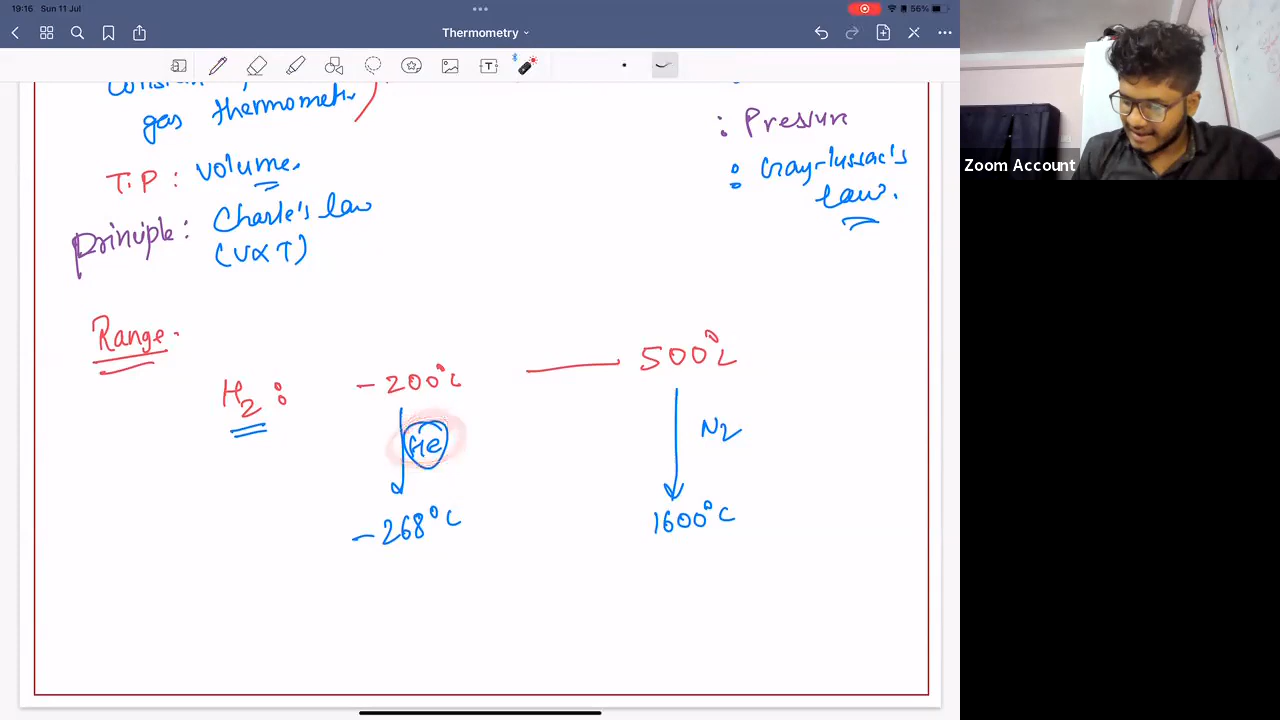 19:16 Sun 11 Jul
56%
Thermometry
gas thermometer
T.P : volume.
Principle : Charle's law
(V∝T)
: Pressure
: Gay-lussac's
law.
Zoom Account
Range.
H2 : -200°C 500°C
He N2
-268°C 1600°C